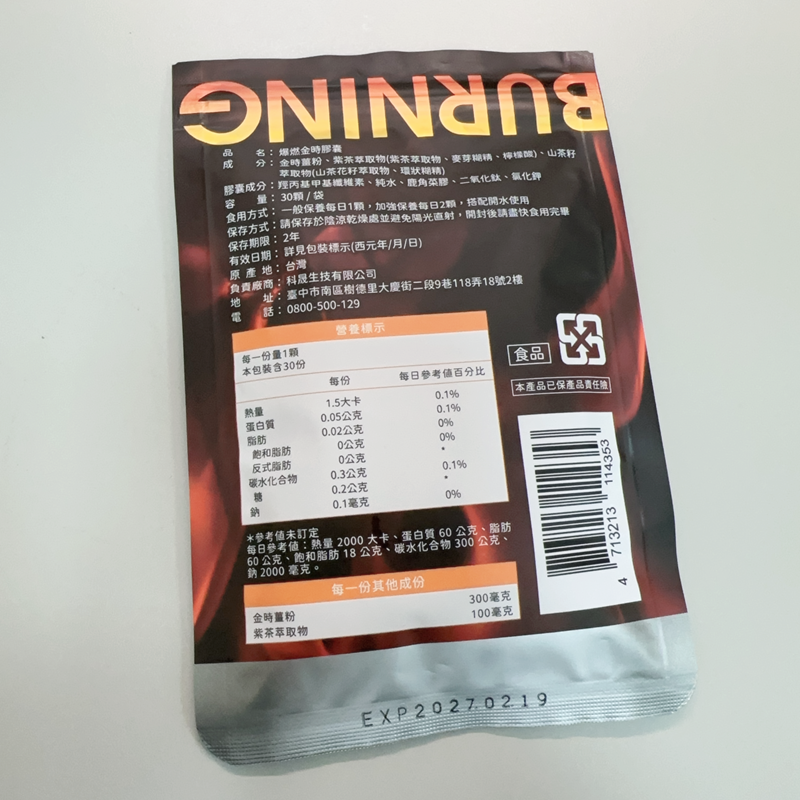 BURNING
品 名：爆燃金時膠囊
成 分：金時薑粉、紫茶萃取物(紫茶萃取物、麥芽糊精、檸檬酸)、山茶籽
萃取物(山茶花籽萃取物、環狀糊精)
膠囊成分：羥丙基甲基纖維素、純水、鹿角菜膠、二氧化鈦、氯化鉀
容 量：30顆 / 袋
食用方式：一般保養每日1顆，加強保養每日2顆，搭配開水使用
保存方式：請保存於陰涼乾燥處並避免陽光直射，開封後請盡快食用完畢
保存期限：2年
有效日期：詳見包裝標示(西元年/月/日)
原 產 地：台灣
負責廠商：科晟生技有限公司
地 址：臺中市南區樹德里大慶街二段9巷118弄18號2樓
電 話：0800-500-129
營養標示
每一份量1顆
本包裝含30份
每份 每日參考值百分比
熱量 1.5大卡 0.1%
蛋白質 0.05公克 0.1%
脂肪 0.02公克 0%
飽和脂肪 0公克 0%
反式脂肪 0公克 *
碳水化合物 0.3公克 0.1%
糖 0.2公克 *
鈉 0.1毫克 0%
*參考值未訂定
每日參考值：熱量 2000 大卡、蛋白質 60 公克、脂肪
60 公克、飽和脂肪 18 公克、碳水化合物 300 公克、
鈉 2000 毫克。
每一份其他成份
金時薑粉 300毫克
紫茶萃取物 100毫克
食品
本產品已保產品責任險
4 713213 114353
EXP 2027.02.19